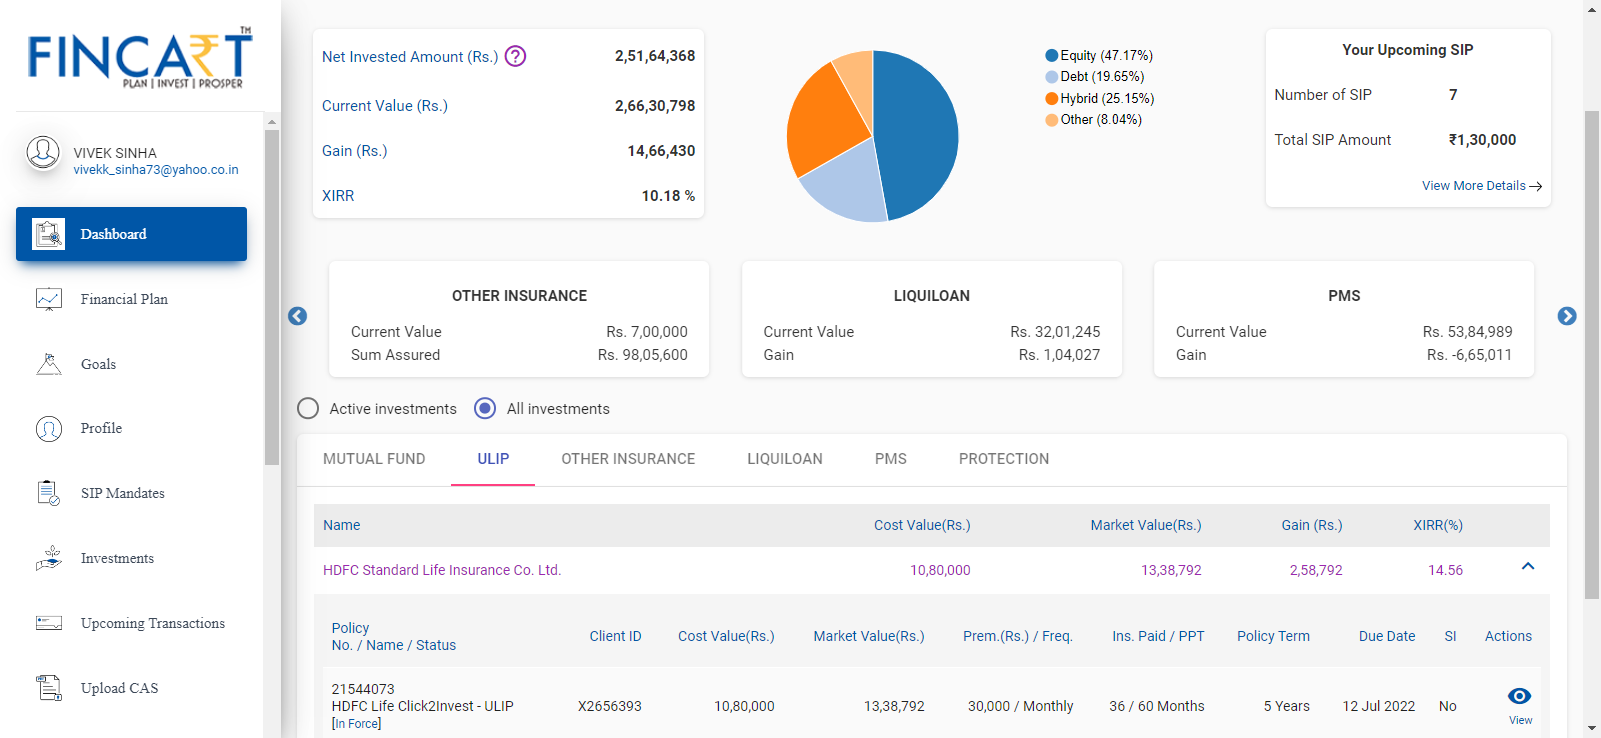 FINCART TM
PLAN | INVEST | PROSPER
VIVEK SINHA
vivekk_sinha73@yahoo.co.in
Dashboard
Financial Plan
Goals
Profile
SIP Mandates
Investments
Upcoming Transactions
Upload CAS
Net Invested Amount (Rs.) ? 2,51,64,368
Current Value (Rs.) 2,66,30,798
Gain (Rs.) 14,66,430
XIRR 10.18 %
Equity (47.17%)
Debt (19.65%)
Hybrid (25.15%)
Other (8.04%)
Your Upcoming SIP
Number of SIP 7
Total SIP Amount ₹1,30,000
View More Details →
OTHER INSURANCE
Current Value Rs. 7,00,000
Sum Assured Rs. 98,05,600
LIQUILOAN
Current Value Rs. 32,01,245
Gain Rs. 1,04,027
PMS
Current Value Rs. 53,84,989
Gain Rs. -6,65,011
Active investments All investments
MUTUAL FUND ULIP OTHER INSURANCE LIQUILOAN PMS PROTECTION
Name Cost Value(Rs.) Market Value(Rs.) Gain (Rs.) XIRR(%)
HDFC Standard Life Insurance Co. Ltd. 10,80,000 13,38,792 2,58,792 14.56
Policy
No. / Name / Status Client ID Cost Value(Rs.) Market Value(Rs.) Prem.(Rs.) / Freq. Ins. Paid / PPT Policy Term Due Date SI Actions
21544073
HDFC Life Click2Invest - ULIP X2656393 10,80,000 13,38,792 30,000 / Monthly 36 / 60 Months 5 Years 12 Jul 2022 No
[In Force] View